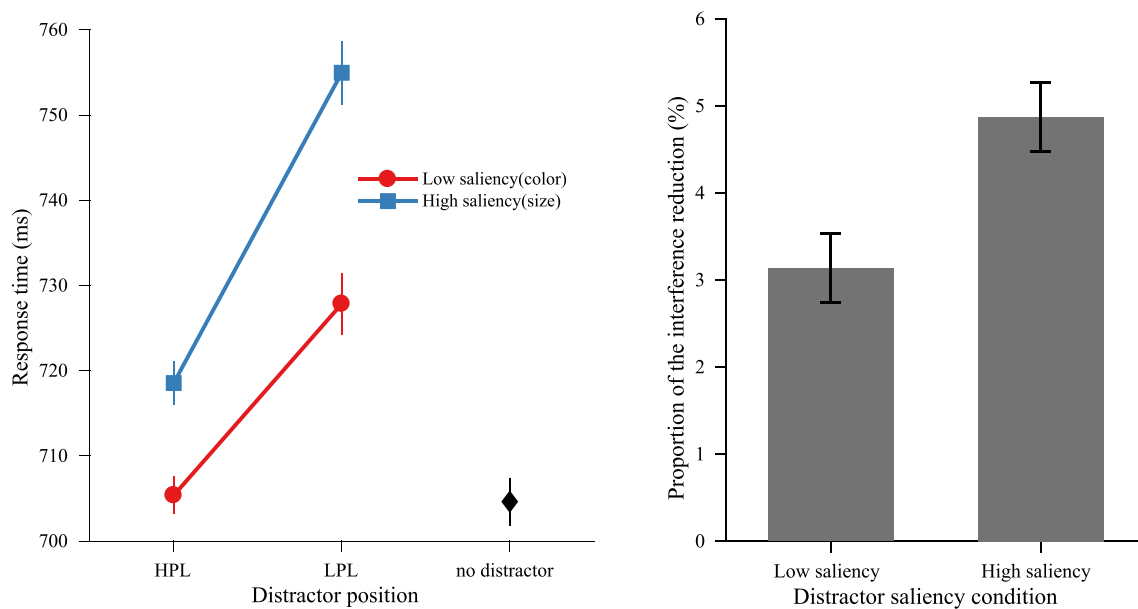 760
750
740
730
720
710
700
Response time (ms)
Low saliency(color)
High saliency(size)
HPL
LPL
no distractor
Distractor position
6
5
4
3
2
1
0
Proportion of the interference reduction (%)
Low saliency
High saliency
Distractor saliency condition